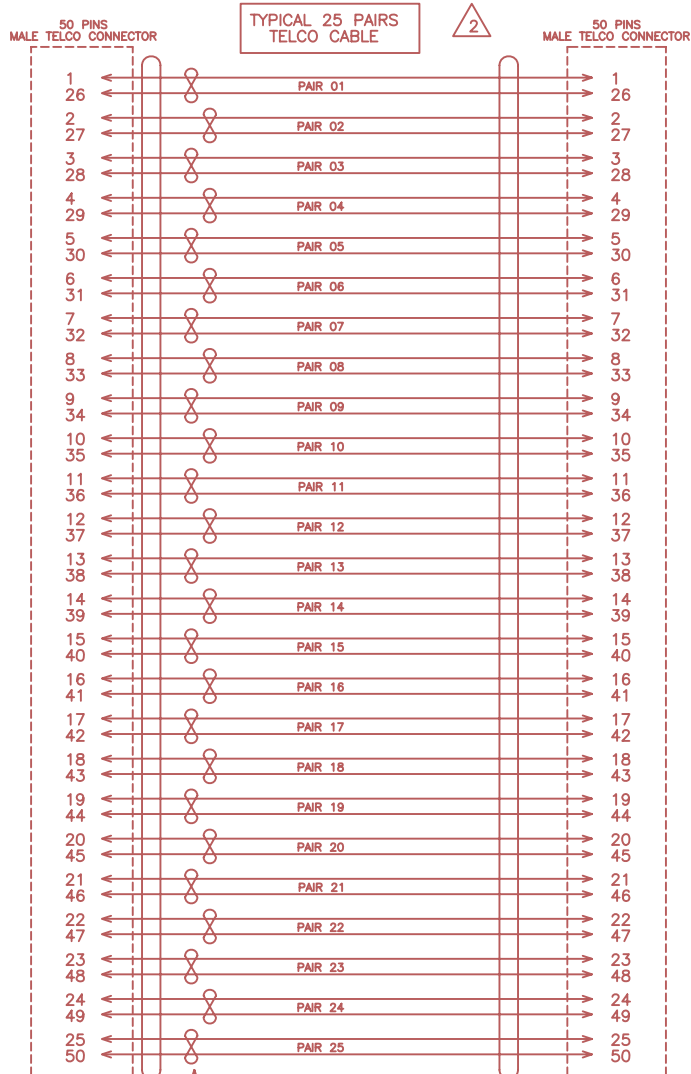 TYPICAL 25 PAIRS
TELCO CABLE
2
50 PINS
MALE TELCO CONNECTOR
50 PINS
MALE TELCO CONNECTOR
1 PAIR 01 1
26 26
2 PAIR 02 2
27 27
3 PAIR 03 3
28 28
4 PAIR 04 4
29 29
5 PAIR 05 5
30 30
6 PAIR 06 6
31 31
7 PAIR 07 7
32 32
8 PAIR 08 8
33 33
9 PAIR 09 9
34 34
10 PAIR 10 10
35 35
11 PAIR 11 11
36 36
12 PAIR 12 12
37 37
13 PAIR 13 13
38 38
14 PAIR 14 14
39 39
15 PAIR 15 15
40 40
16 PAIR 16 16
41 41
17 PAIR 17 17
42 42
18 PAIR 18 18
43 43
19 PAIR 19 19
44 44
20 PAIR 20 20
45 45
21 PAIR 21 21
46 46
22 PAIR 22 22
47 47
23 PAIR 23 23
48 48
24 PAIR 24 24
49 49
25 PAIR 25 25
50 50